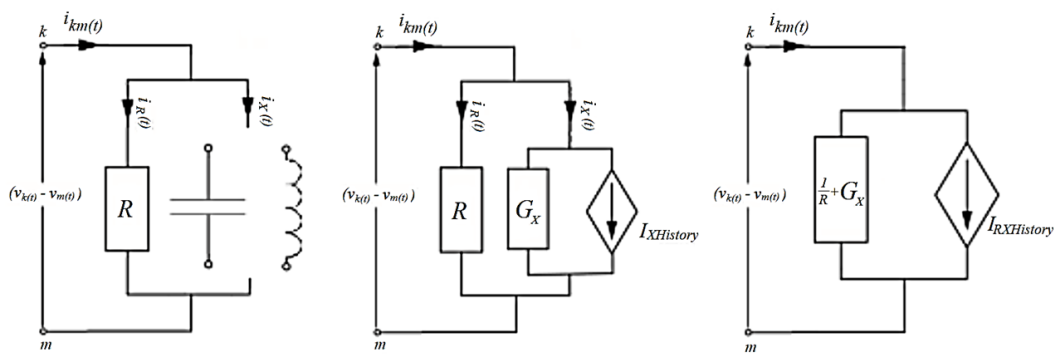 i_km(t)
k
i_R(t)
i_X(t)
(v_k(t) - v_m(t))
R
m
i_km(t)
k
i_R(t)
i_X(t)
(v_k(t) - v_m(t))
R
G_X
I_XHistory
m
i_km(t)
k
(v_k(t) - v_m(t))
1/R+G_X
I_RXHistory
m